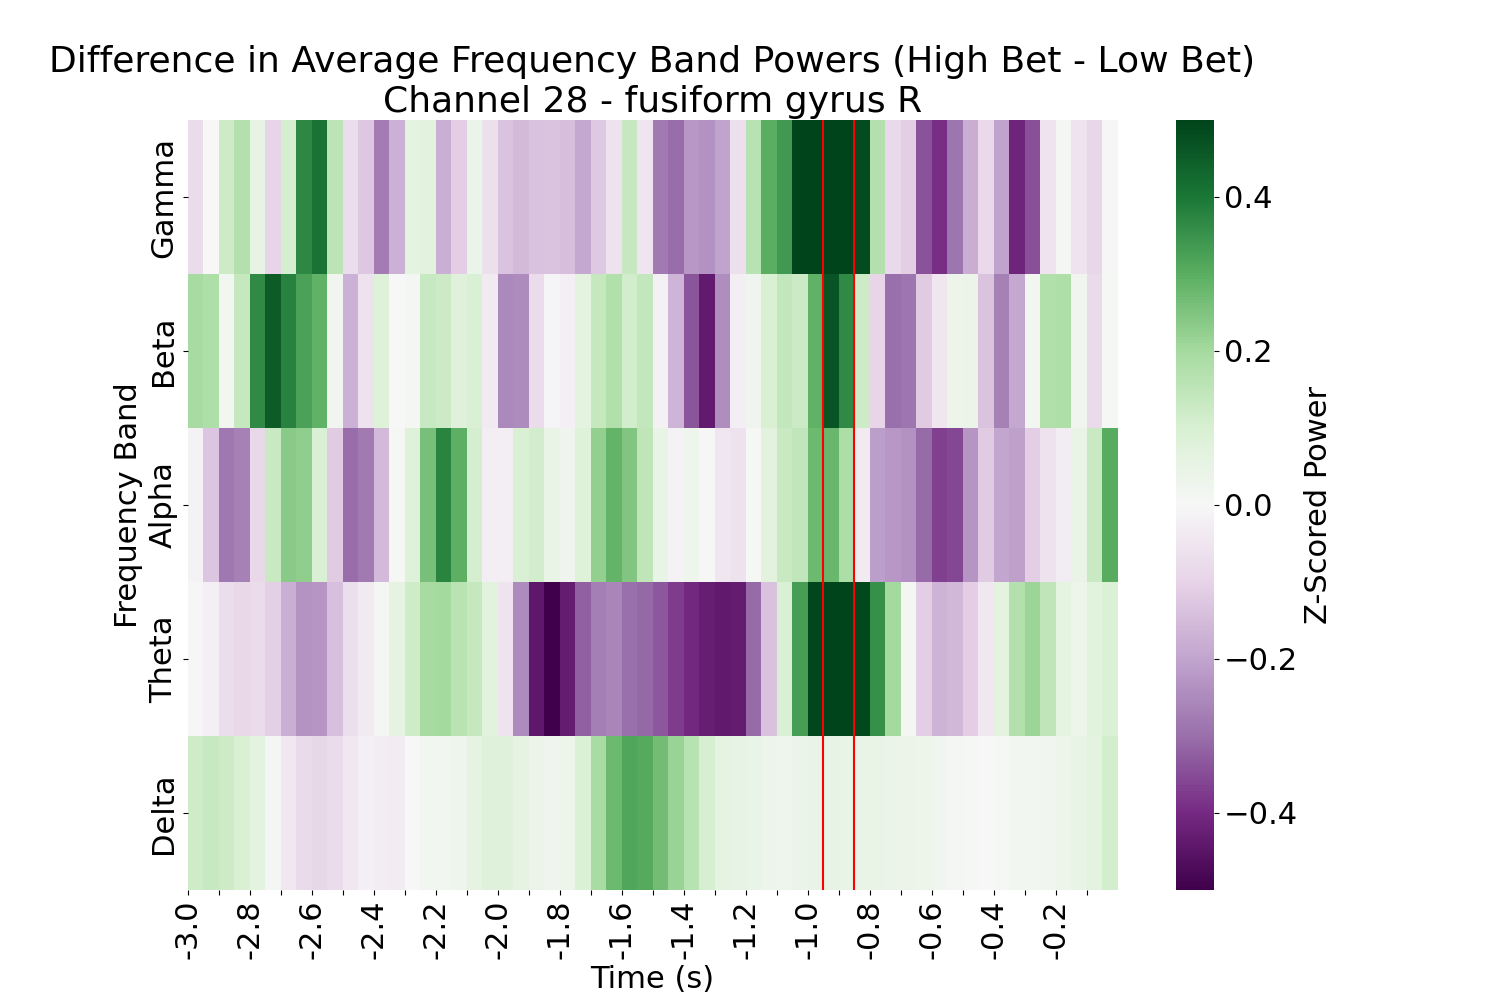 Difference in Average Frequency Band Powers (High Bet - Low Bet)
Channel 28 - fusiform gyrus R
Frequency Band
Gamma
Beta
Alpha
Theta
Delta
-3.0
-2.8
-2.6
-2.4
-2.2
-2.0
-1.8
-1.6
-1.4
-1.2
-1.0
-0.8
-0.6
-0.4
-0.2
Time (s)
0.4
0.2
0.0
−0.2
−0.4
Z-Scored Power